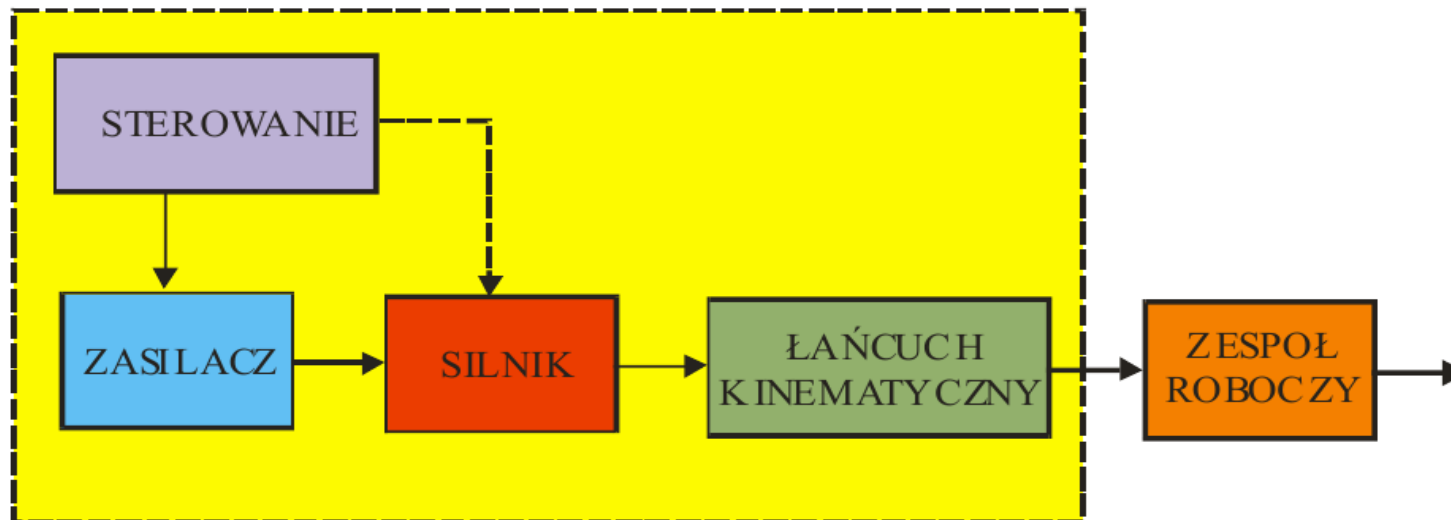 STEROWANIE
ZASILACZ
SILNIK
ŁAŃCUCH
KINEMATYCZNY
ZESPOŁ
ROBOCZY